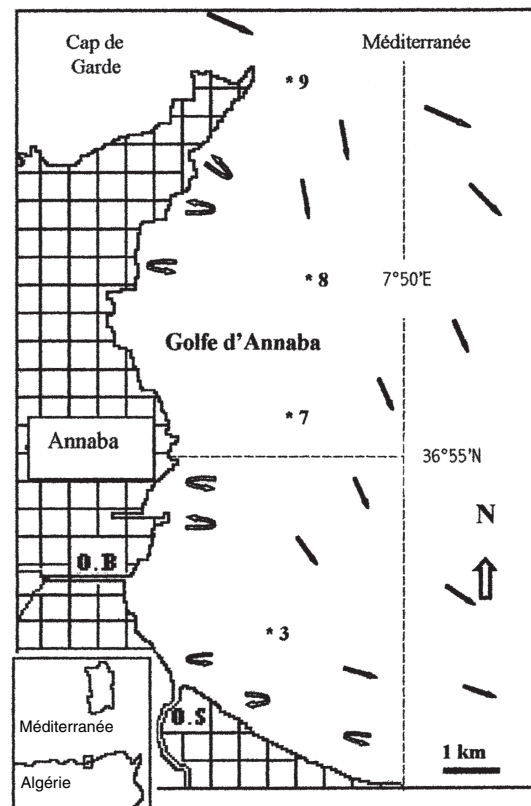 Cap de
Garde
Méditerranée
* 9
* 8
7°50'E
Golfe d'Annaba
* 7
Annaba
36°55'N
N
O.B
* 3
O.S
Méditerranée
Algérie
1 km